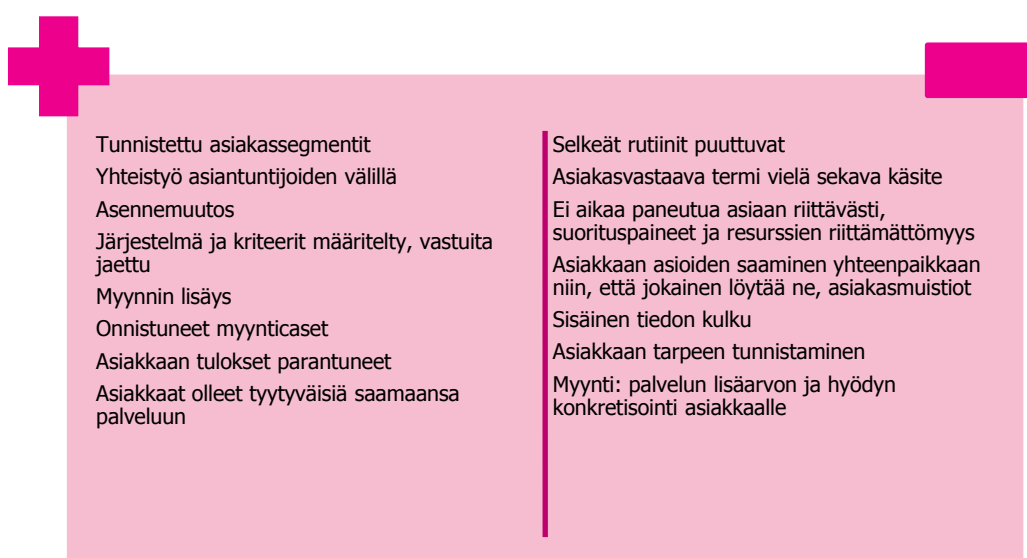 Tunnistettu asiakassegmentit
Yhteistyö asiantuntijoiden välillä
Asennemuutos
Järjestelmä ja kriteerit määritelty, vastuita
jaettu
Myynnin lisäys
Onnistuneet myynticaset
Asiakkaan tulokset parantuneet
Asiakkaat olleet tyytyväisiä saamaansa
palveluun
Selkeät rutiinit puuttuvat
Asiakasvastaava termi vielä sekava käsite
Ei aikaa paneutua asiaan riittävästi,
suorituspaineet ja resurssien riittämättömyys
Asiakkaan asioiden saaminen yhteenpaikkaan
niin, että jokainen löytää ne, asiakasmuistiot
Sisäinen tiedon kulku
Asiakkaan tarpeen tunnistaminen
Myynti: palvelun lisäarvon ja hyödyn
konkretisointi asiakkaalle